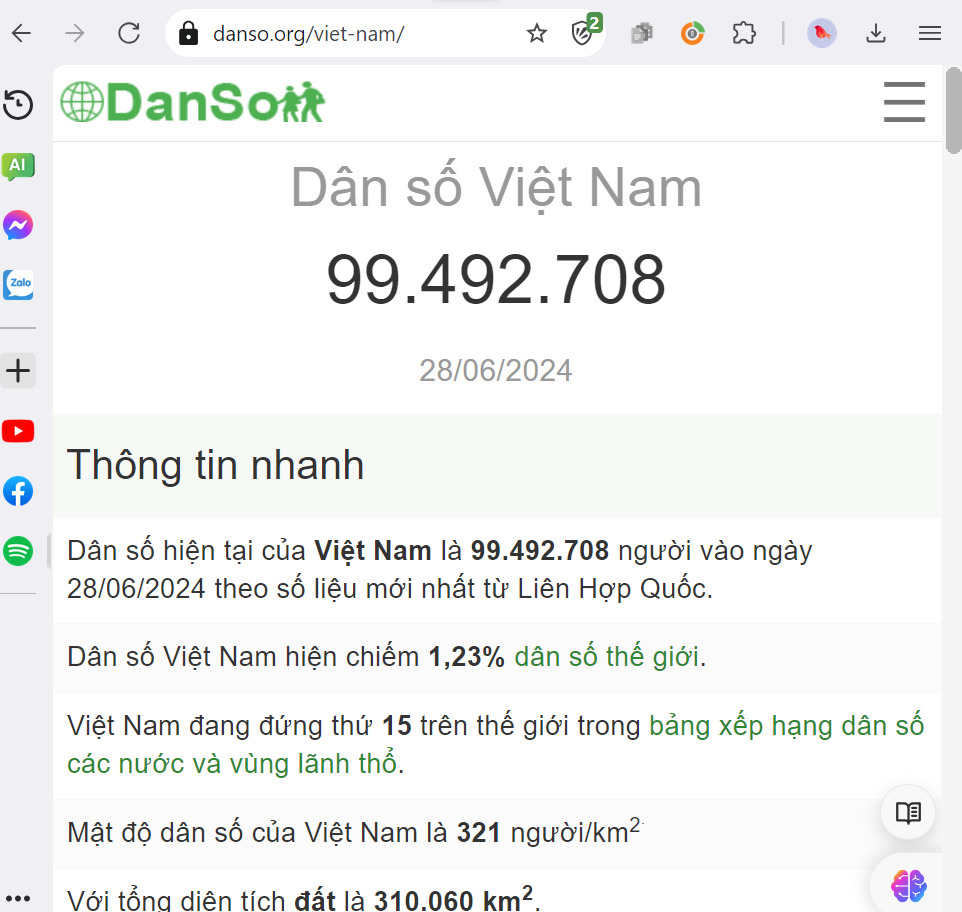 danso.org/viet-nam/
2
DanSo
AI
Zalo
Dân số Việt Nam
99.492.708
28/06/2024
Thông tin nhanh
Dân số hiện tại của Việt Nam là 99.492.708 người vào ngày
28/06/2024 theo số liệu mới nhất từ Liên Hợp Quốc.
Dân số Việt Nam hiện chiếm 1,23% dân số thế giới.
Việt Nam đang đứng thứ 15 trên thế giới trong bảng xếp hạng dân số
các nước và vùng lãnh thổ.
Mật độ dân số của Việt Nam là 321 người/km².
Với tổng diện tích đất là 310.060 km².